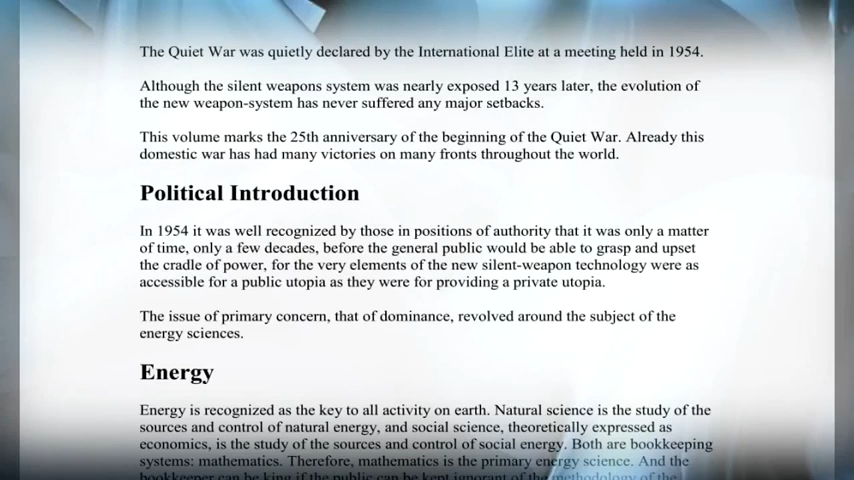 The Quiet War was quietly declared by the International Elite at a meeting held in 1954.
Although the silent weapons system was nearly exposed 13 years later, the evolution of
the new weapon-system has never suffered any major setbacks.
This volume marks the 25th anniversary of the beginning of the Quiet War. Already this
domestic war has had many victories on many fronts throughout the world.
Political Introduction
In 1954 it was well recognized by those in positions of authority that it was only a matter
of time, only a few decades, before the general public would be able to grasp and upset
the cradle of power, for the very elements of the new silent-weapon technology were as
accessible for a public utopia as they were for providing a private utopia.
The issue of primary concern, that of dominance, revolved around the subject of the
energy sciences.
Energy
Energy is recognized as the key to all activity on earth. Natural science is the study of the
sources and control of natural energy, and social science, theoretically expressed as
economics, is the study of the sources and control of social energy. Both are bookkeeping
systems: mathematics. Therefore, mathematics is the primary energy science. And the
bookkeeper can be king if the public can be kept ignorant of the methodology of the